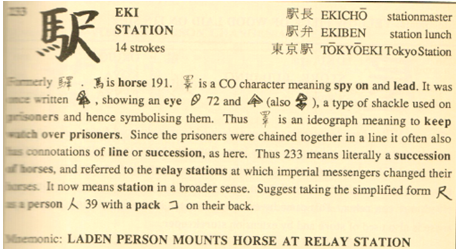 233
駅
EKI
STATION
14 strokes
駅長 EKICHŌ stationmaster
駅弁 EKIBEN station lunch
東京駅 TŌKYŌEKI Tokyo Station
Formerly 驛. 馬 is horse 191. 睪 is a CO character meaning spy on and lead. It was
once written , showing an eye 72 and (also ), a type of shackle used on
prisoners and hence symbolising them. Thus 睪 is an ideograph meaning to keep
watch over prisoners. Since the prisoners were chained together in a line it often also
has connotations of line or succession, as here. Thus 233 means literally a succession
of horses, and referred to the relay stations at which imperial messengers changed their
horses. It now means station in a broader sense. Suggest taking the simplified form 尺
as a person 人 39 with a pack コ on their back.
Mnemonic: LADEN PERSON MOUNTS HORSE AT RELAY STATION